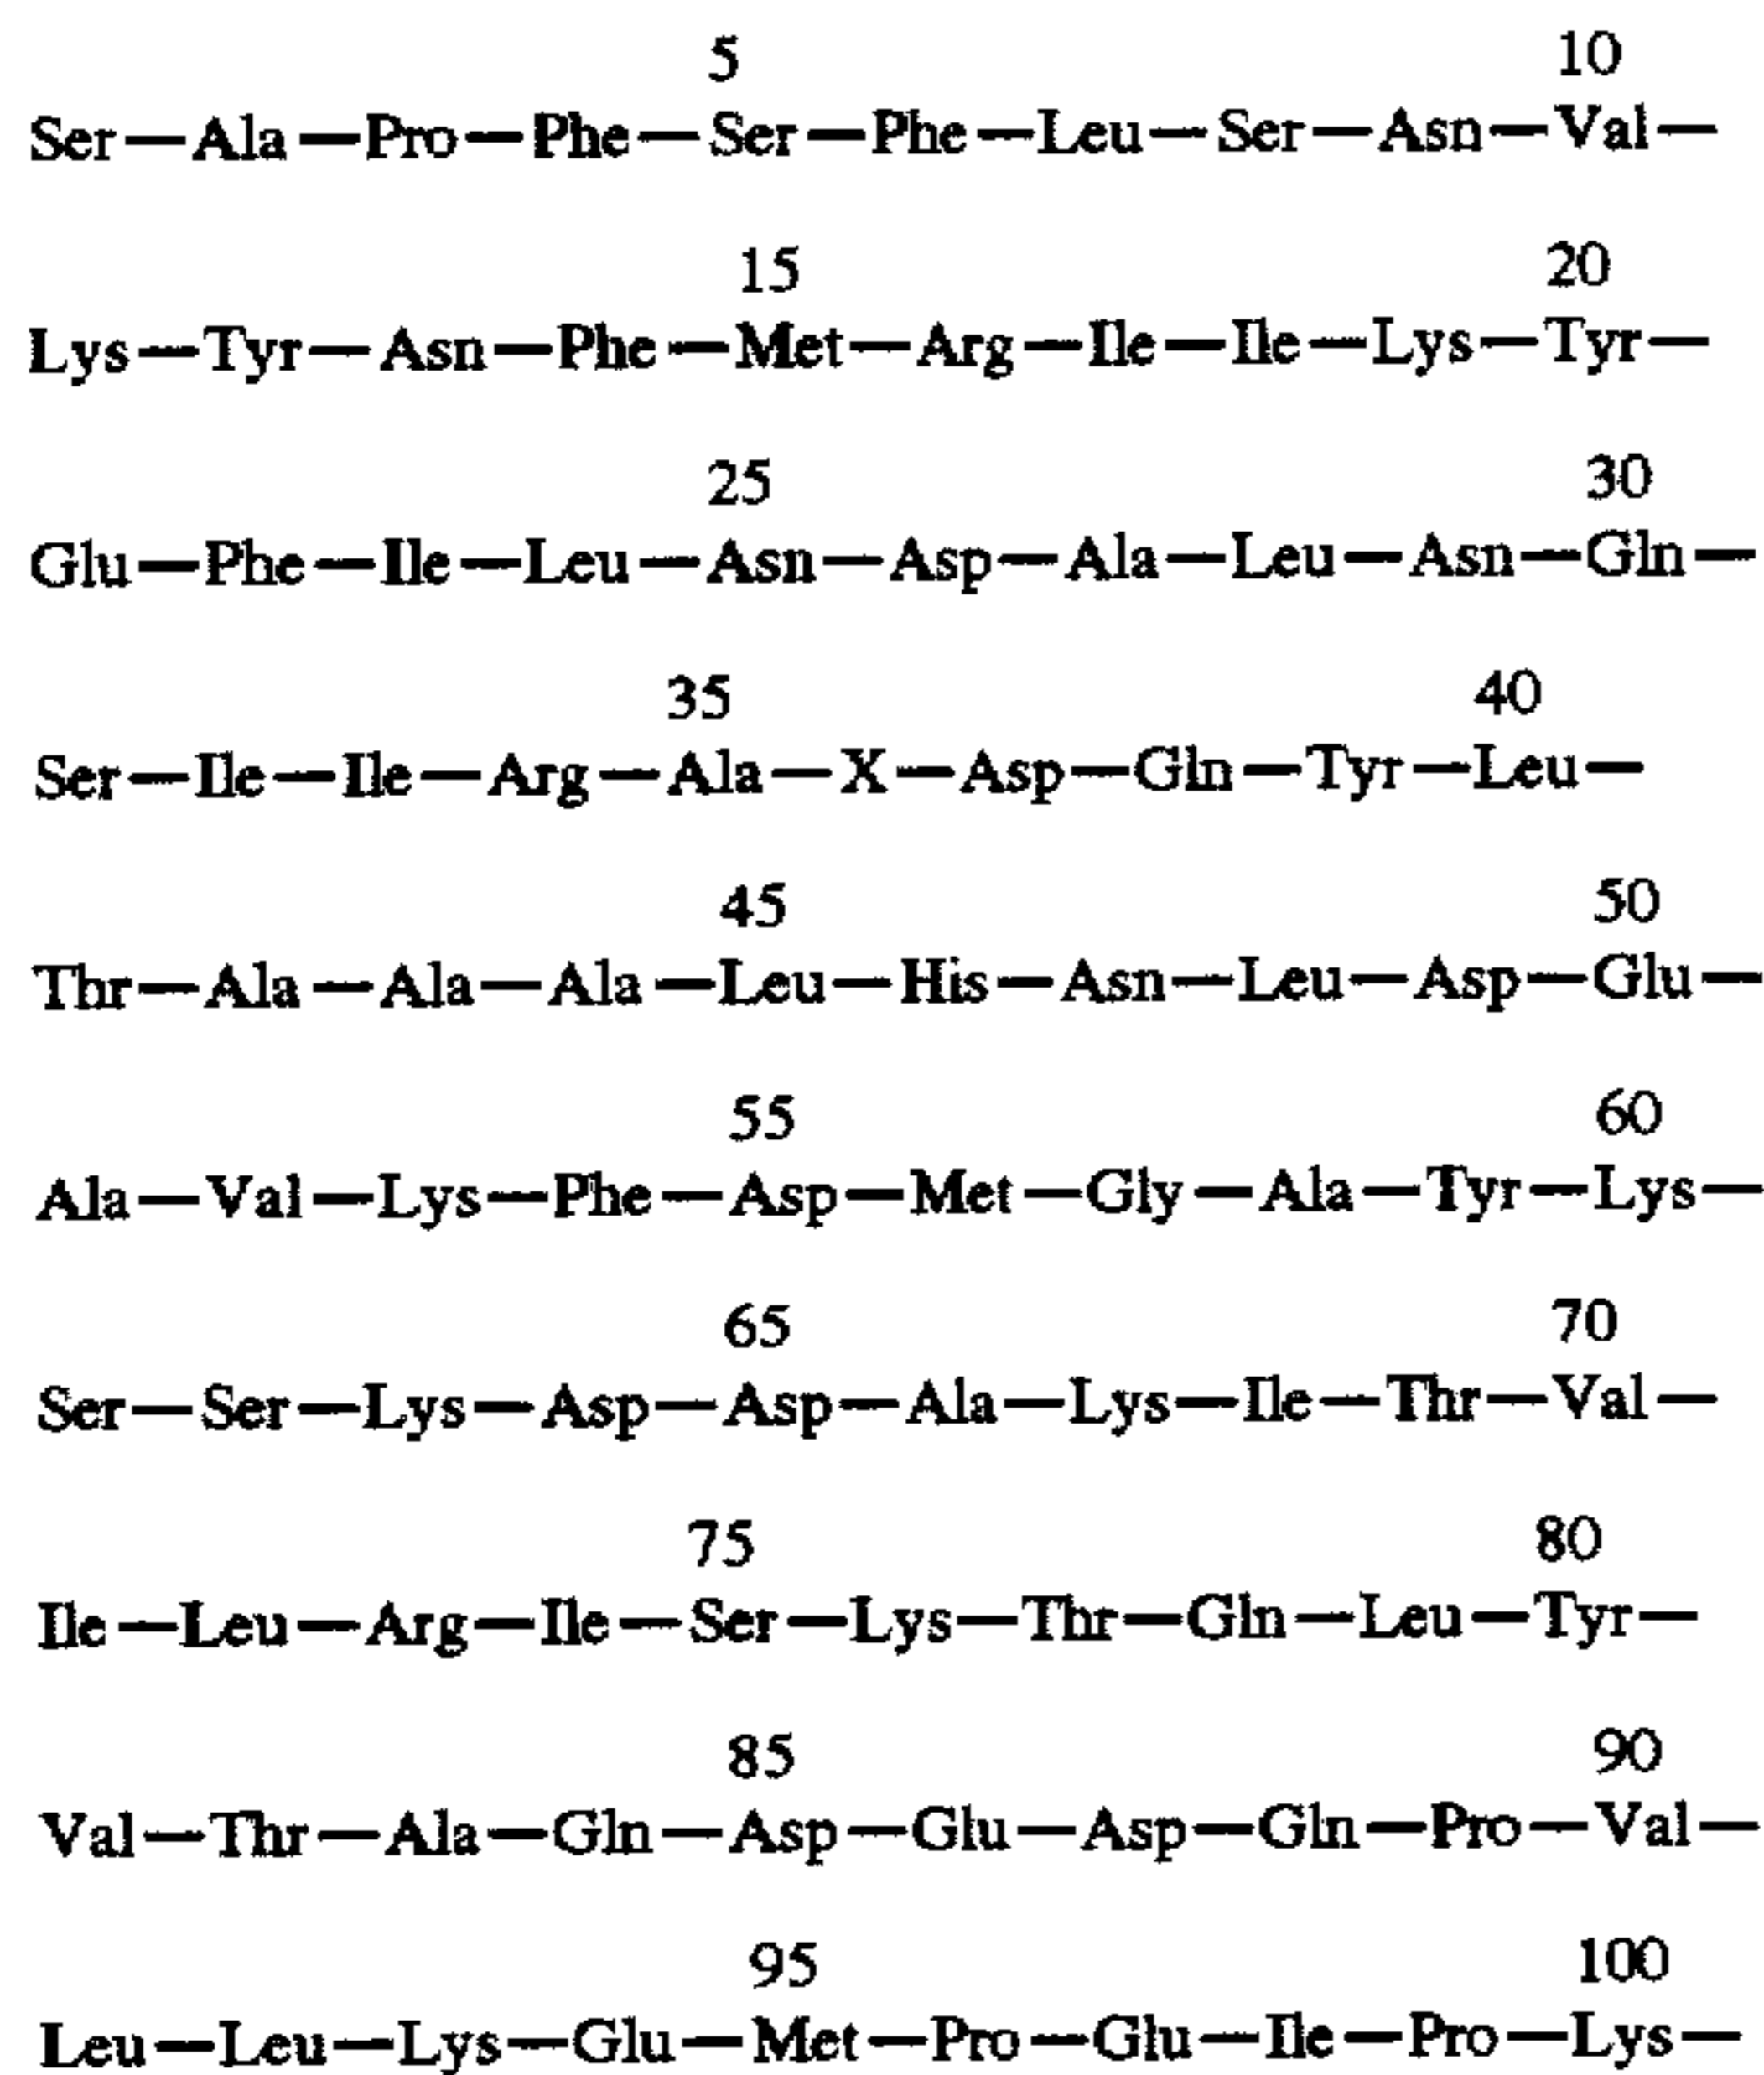 5 10
Ser—Ala—Pro—Phe—Ser—Phe—Leu—Ser—Asn—Val—
15 20
Lys—Tyr—Asn—Phe—Met—Arg—Ile—Ile—Lys—Tyr—
25 30
Glu—Phe—Ile—Leu—Asn—Asp—Ala—Leu—Asn—Gln—
35 40
Ser—Ile—Ile—Arg—Ala—X—Asp—Gln—Tyr—Leu—
45 50
Thr—Ala—Ala—Ala—Leu—His—Asn—Leu—Asp—Glu—
55 60
Ala—Val—Lys—Phe—Asp—Met—Gly—Ala—Tyr—Lys—
65 70
Ser—Ser—Lys—Asp—Asp—Ala—Lys—Ile—Thr—Val—
75 80
Ile—Leu—Arg—Ile—Ser—Lys—Thr—Gln—Leu—Tyr—
85 90
Val—Thr—Ala—Gln—Asp—Glu—Asp—Gln—Pro—Val—
95 100
Leu—Leu—Lys—Glu—Met—Pro—Glu—Ile—Pro—Lys—